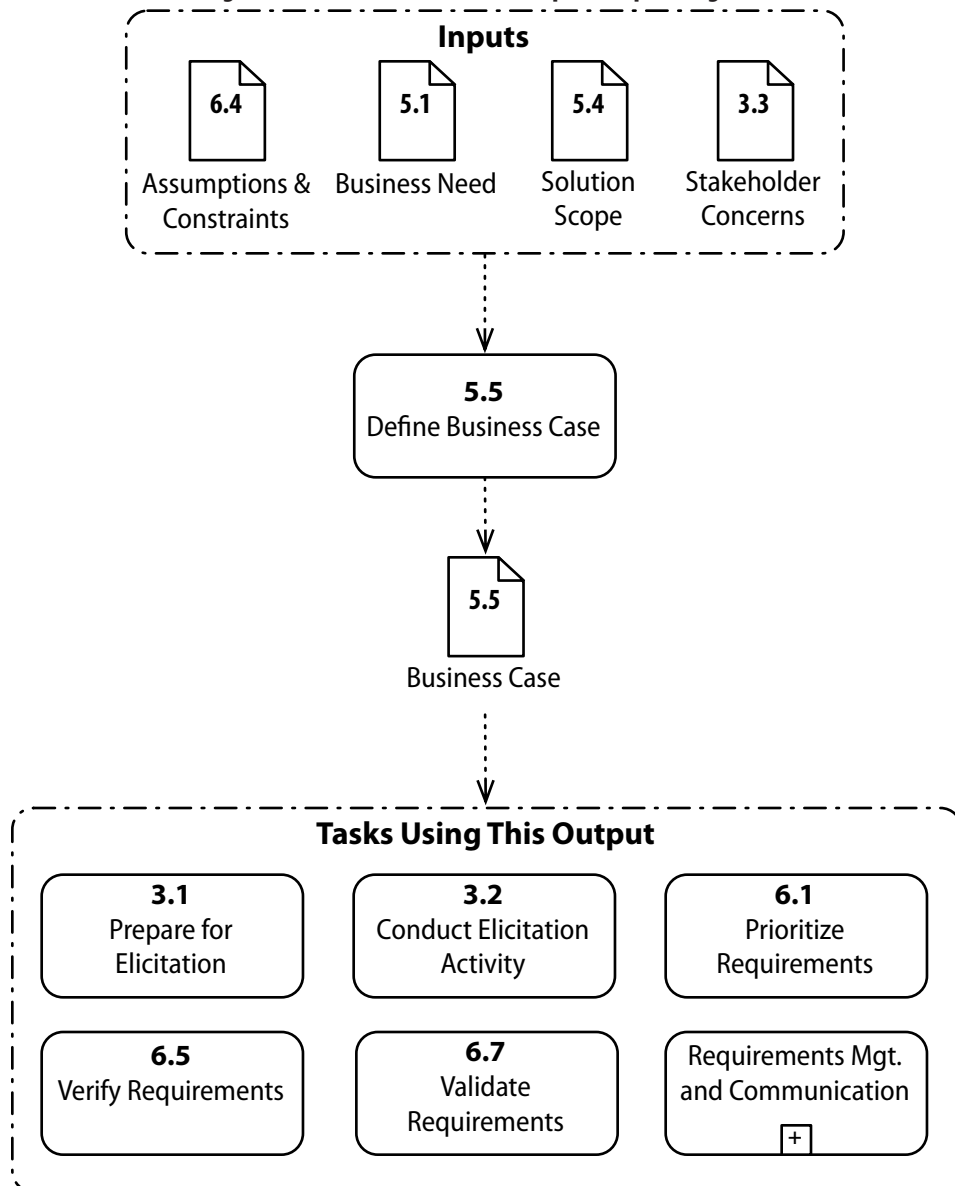 Inputs
6.4
5.1
5.4
3.3
Assumptions &
Constraints
Business Need
Solution
Scope
Stakeholder
Concerns
5.5
Define Business Case
5.5
Business Case
Tasks Using This Output
3.1
Prepare for
Elicitation
3.2
Conduct Elicitation
Activity
6.1
Prioritize
Requirements
6.5
Verify Requirements
6.7
Validate
Requirements
Requirements Mgt.
and Communication
+